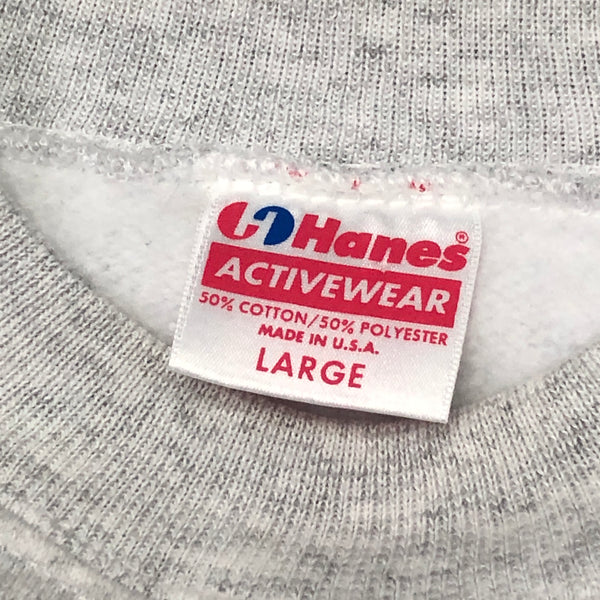 Hanes®
ACTIVEWEAR
50% COTTON/50% POLYESTER
MADE IN U.S.A.
LARGE